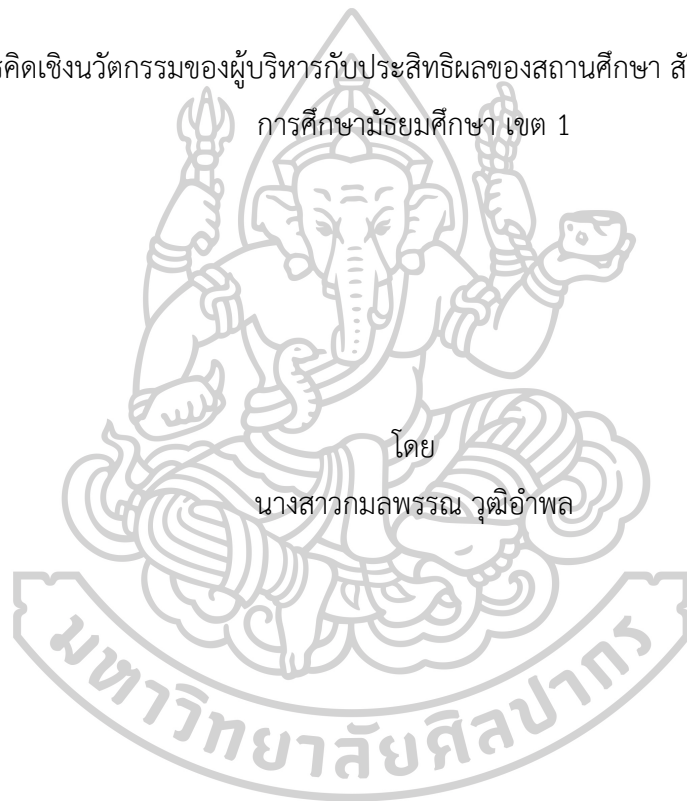 รคิดเชิงนวัตกรรมของผู้บริหารกับประสิทธิผลของสถานศึกษา สั
การศึกษามัธยมศึกษา เขต 1
โดย
นางสาวกมลพรรณ วุฒิอำพล
มหาวิทยาลัยศิลปากร